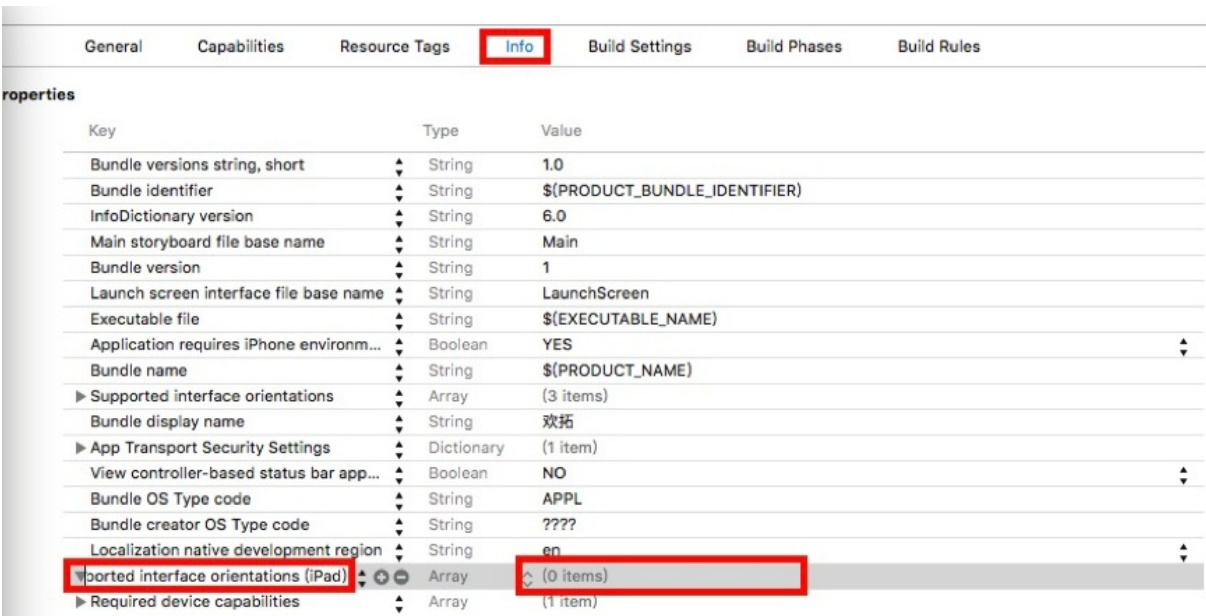 General Capabilities Resource Tags Info Build Settings Build Phases Build Rules
roperties
Key Type Value
Bundle versions string, short String 1.0
Bundle identifier String $(PRODUCT_BUNDLE_IDENTIFIER)
InfoDictionary version String 6.0
Main storyboard file base name String Main
Bundle version String 1
Launch screen interface file base name String LaunchScreen
Executable file String $(EXECUTABLE_NAME)
Application requires iPhone environm... Boolean YES
Bundle name String $(PRODUCT_NAME)
Supported interface orientations Array (3 items)
Bundle display name String 欢拓
App Transport Security Settings Dictionary (1 item)
View controller-based status bar app... Boolean NO
Bundle OS Type code String APPL
Bundle creator OS Type code String ????
Localization native development region String en
ported interface orientations (iPad) Array (0 items)
Required device capabilities Array (1 item)